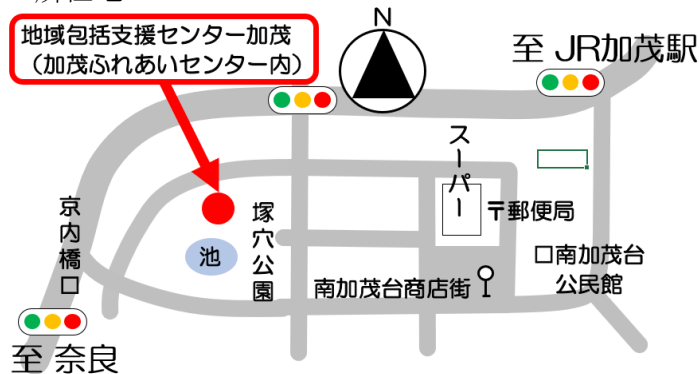 地域包括支援センター加茂
(加茂ふれあいセンター内)
N
至 JR加茂駅
スーパー
〒郵便局
京内橋口
塚穴公園
池
口南加茂台
公民館
南加茂台商店街
至 奈良